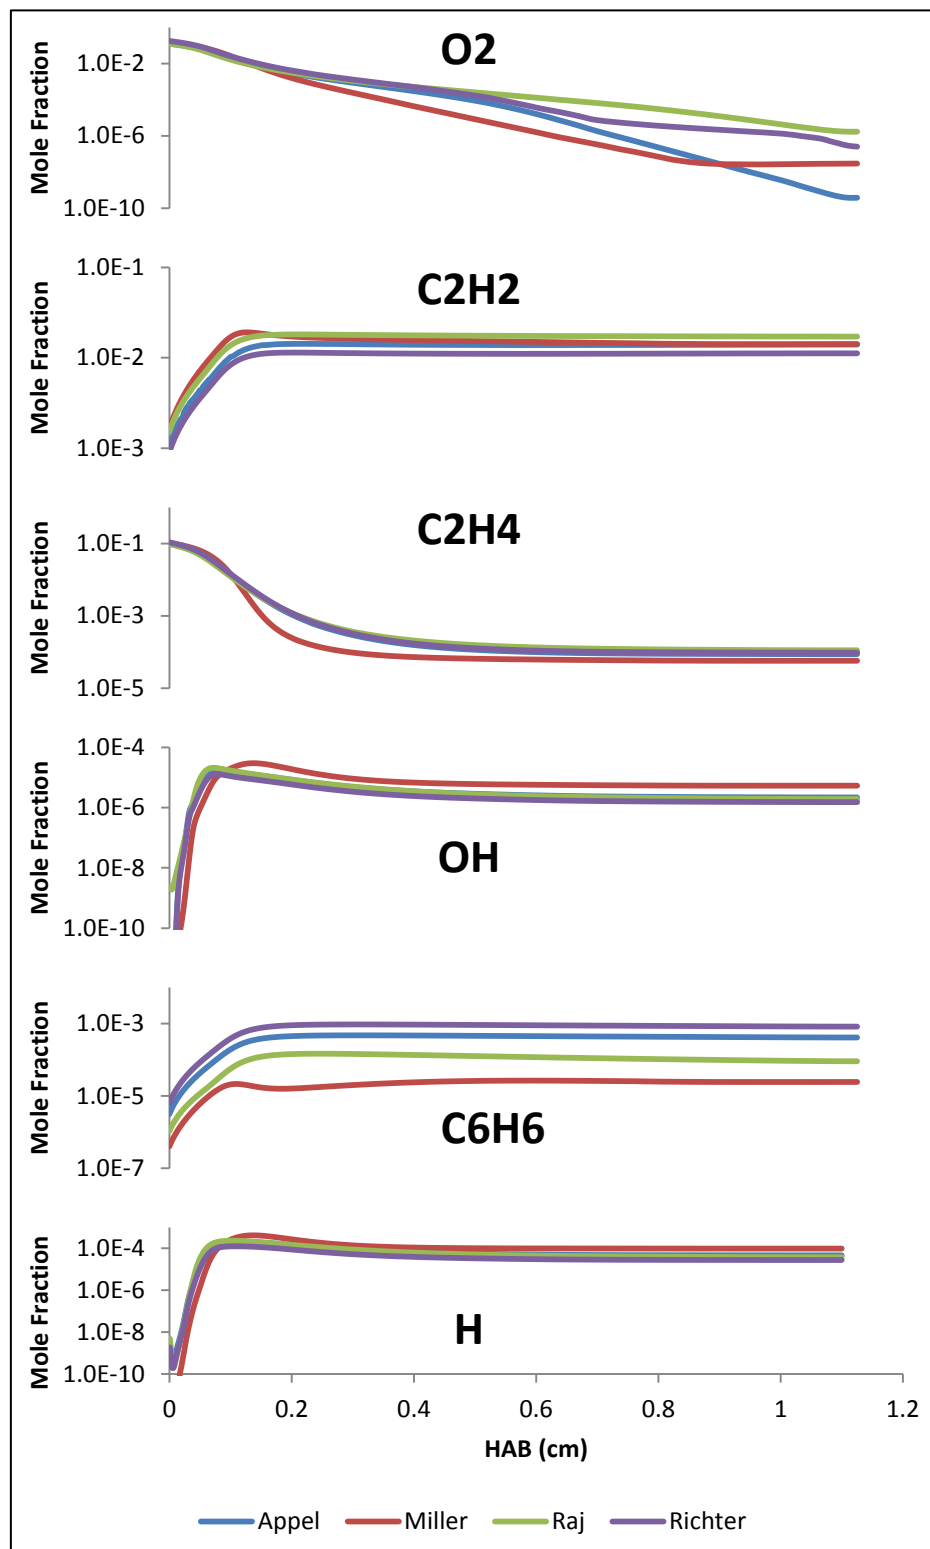 O2
Mole Fraction
1.0E-2
1.0E-6
1.0E-10
C2H2
Mole Fraction
1.0E-1
1.0E-2
1.0E-3
C2H4
Mole Fraction
1.0E-1
1.0E-3
1.0E-5
OH
Mole Fraction
1.0E-4
1.0E-6
1.0E-8
1.0E-10
C6H6
Mole Fraction
1.0E-3
1.0E-5
1.0E-7
H
Mole Fraction
1.0E-4
1.0E-6
1.0E-8
1.0E-10
0 0.2 0.4 0.6 0.8 1 1.2
HAB (cm)
Appel Miller Raj Richter